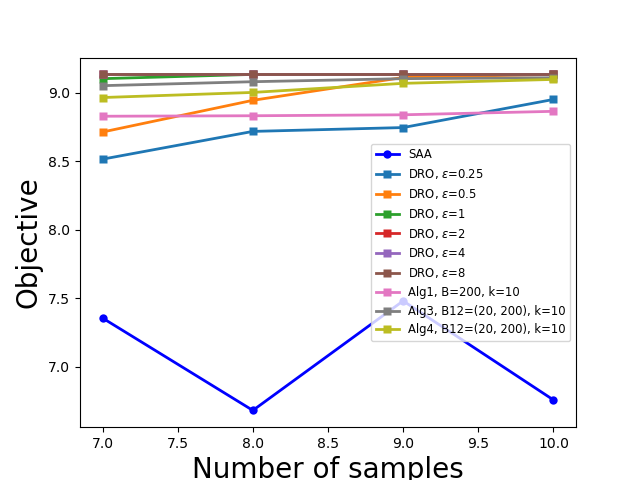 Objective
9.0
8.5
8.0
7.5
7.0
SAA
DRO, ε=0.25
DRO, ε=0.5
DRO, ε=1
DRO, ε=2
DRO, ε=4
DRO, ε=8
Alg1, B=200, k=10
Alg3, B12=(20, 200), k=10
Alg4, B12=(20, 200), k=10
7.0 7.5 8.0 8.5 9.0 9.5 10.0
Number of samples